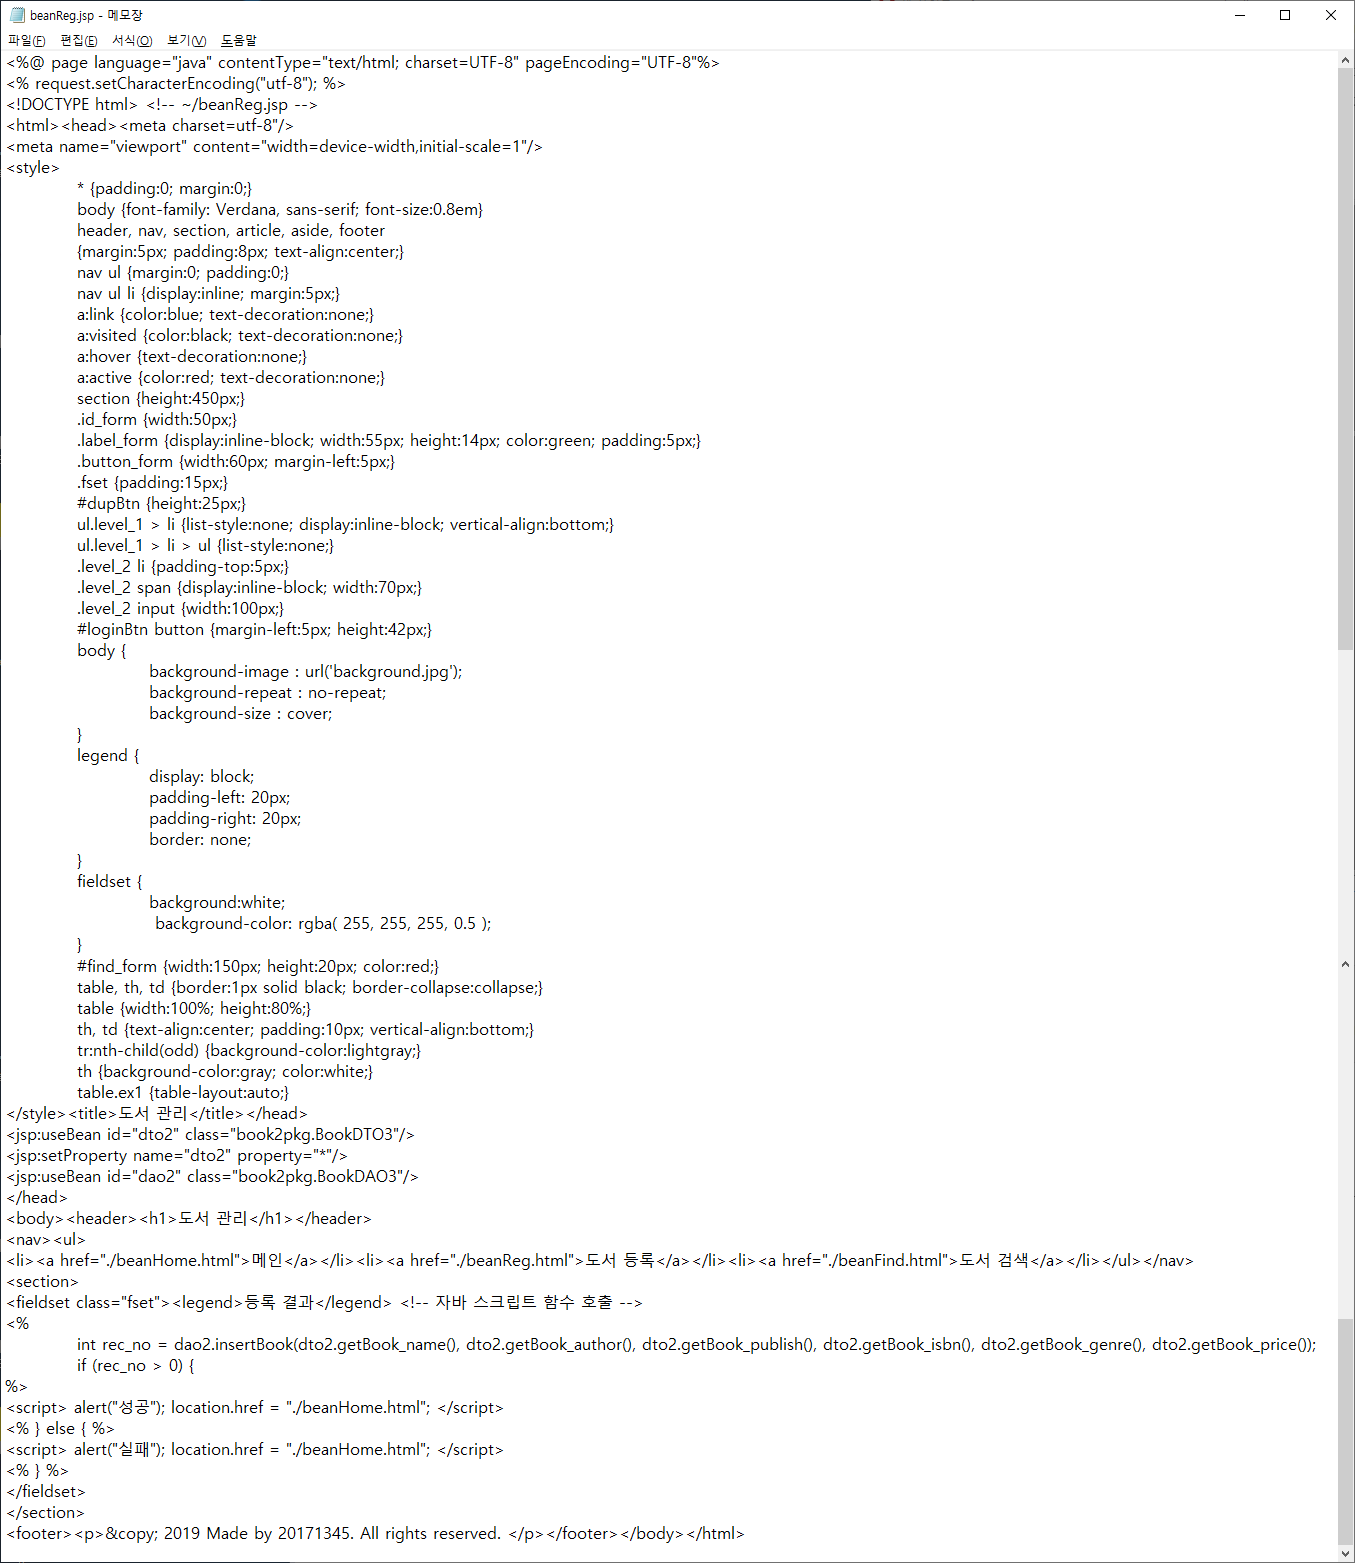 beanReg.jsp - 메모장
파일(F) 편집(E) 서식(O) 보기(V) 도움말
<%@ page language="java" contentType="text/html; charset=UTF-8" pageEncoding="UTF-8"%>
<% request.setCharacterEncoding("utf-8"); %>
<!DOCTYPE html> <!-- ~/beanReg.jsp -->
<html><head><meta charset=utf-8"/>
<meta name="viewport" content="width=device-width,initial-scale=1"/>
<style>
* {padding:0; margin:0;}
body {font-family: Verdana, sans-serif; font-size:0.8em}
header, nav, section, article, aside, footer
{margin:5px; padding:8px; text-align:center;}
nav ul {margin:0; padding:0;}
nav ul li {display:inline; margin:5px;}
a:link {color:blue; text-decoration:none;}
a:visited {color:black; text-decoration:none;}
a:hover {text-decoration:none;}
a:active {color:red; text-decoration:none;}
section {height:450px;}
.id_form {width:50px;}
.label_form {display:inline-block; width:55px; height:14px; color:green; padding:5px;}
.button_form {width:60px; margin-left:5px;}
.fset {padding:15px;}
#dupBtn {height:25px;}
ul.level_1 > li {list-style:none; display:inline-block; vertical-align:bottom;}
ul.level_1 > li > ul {list-style:none;}
.level_2 li {padding-top:5px;}
.level_2 span {display:inline-block; width:70px;}
.level_2 input {width:100px;}
#loginBtn button {margin-left:5px; height:42px;}
body {
background-image : url('background.jpg');
background-repeat : no-repeat;
background-size : cover;
}
legend {
display: block;
padding-left: 20px;
padding-right: 20px;
border: none;
}
fieldset {
background:white;
background-color: rgba( 255, 255, 255, 0.5 );
}
#find_form {width:150px; height:20px; color:red;}
table, th, td {border:1px solid black; border-collapse:collapse;}
table {width:100%; height:80%;}
th, td {text-align:center; padding:10px; vertical-align:bottom;}
tr:nth-child(odd) {background-color:lightgray;}
th {background-color:gray; color:white;}
table.ex1 {table-layout:auto;}
</style><title>도서 관리</title></head>
<jsp:useBean id="dto2" class="book2pkg.BookDTO3"/>
<jsp:setProperty name="dto2" property="*"/>
<jsp:useBean id="dao2" class="book2pkg.BookDAO3"/>
</head>
<body><header><h1>도서 관리</h1></header>
<nav><ul>
<li><a href="./beanHome.html">메인</a></li><li><a href="./beanReg.html">도서 등록</a></li><li><a href="./beanFind.html">도서 검색</a></li></ul></nav>
<section>
<fieldset class="fset"><legend>등록 결과</legend> <!-- 자바 스크립트 함수 호출 -->
<%
int rec_no = dao2.insertBook(dto2.getBook_name(), dto2.getBook_author(), dto2.getBook_publish(), dto2.getBook_isbn(), dto2.getBook_genre(), dto2.getBook_price());
if (rec_no > 0) {
%>
<script> alert("성공"); location.href = "./beanHome.html"; </script>
<% } else { %>
<script> alert("실패"); location.href = "./beanHome.html"; </script>
<% } %>
</fieldset>
</section>
<footer><p>&copy; 2019 Made by 20171345. All rights reserved. </p></footer></body></html>